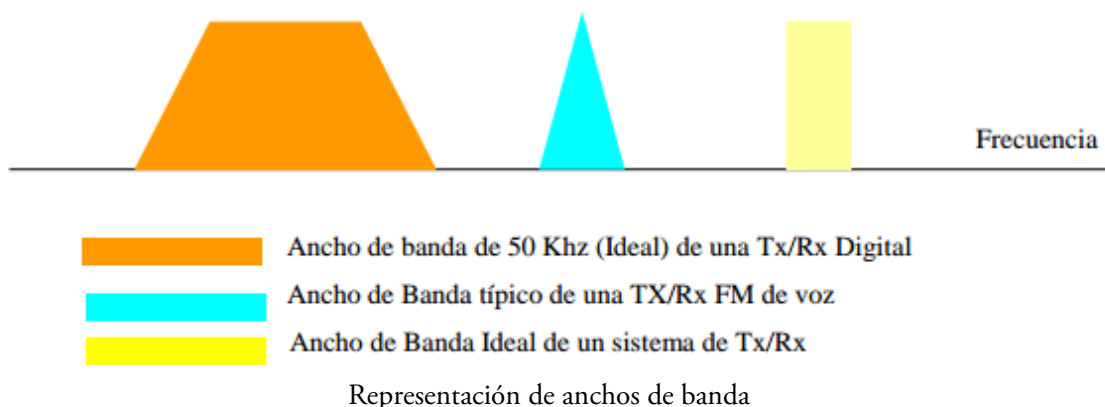 Frecuencia
Ancho de banda de 50 Khz (Ideal) de una Tx/Rx Digital
Ancho de Banda típico de una TX/Rx FM de voz
Ancho de Banda Ideal de un sistema de Tx/Rx
Representación de anchos de banda